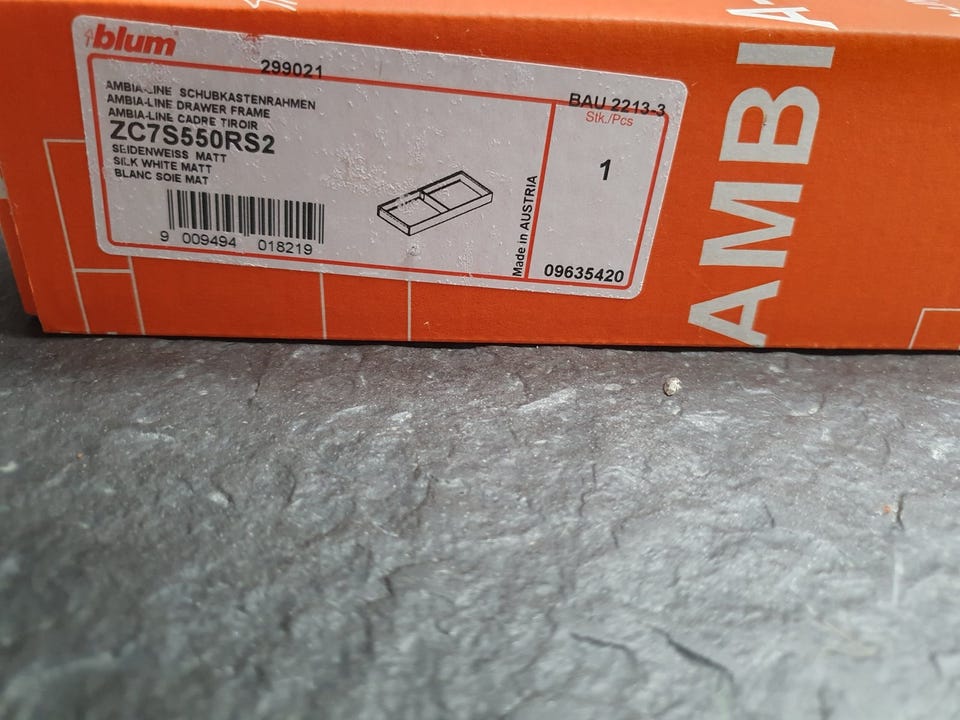 blum
299021
AMBIA-LINE SCHUBKASTENRAHMEN
AMBIA-LINE DRAWER FRAME
AMBIA-LINE CADRE TIROIR
ZC7S550RS2
SEIDENWEISS MATT
SILK WHITE MATT
BLANC SOIE MAT
9 009494 018219
Made in AUSTRIA
BAU 2213-3
Stk./Pcs
1
09635420
AMBIA-